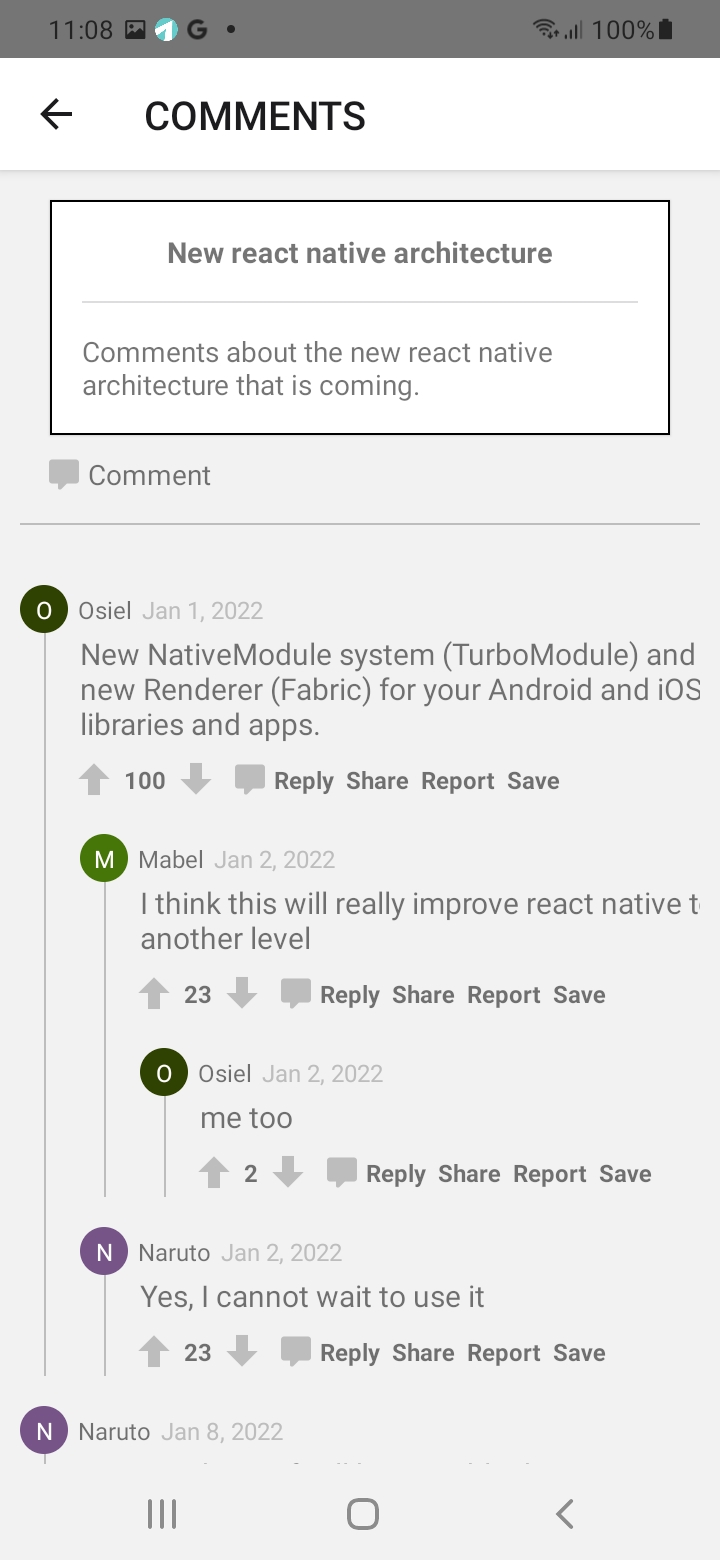 11:08 G 100%
COMMENTS
New react native architecture
Comments about the new react native
architecture that is coming.
Comment
O Osiel Jan 1, 2022
New NativeModule system (TurboModule) and
new Renderer (Fabric) for your Android and iOS
libraries and apps.
100 Reply Share Report Save
M Mabel Jan 2, 2022
I think this will really improve react native
another level
23 Reply Share Report Save
O Osiel Jan 2, 2022
me too
2 Reply Share Report Save
N Naruto Jan 2, 2022
Yes, I cannot wait to use it
23 Reply Share Report Save
N Naruto Jan 8, 2022